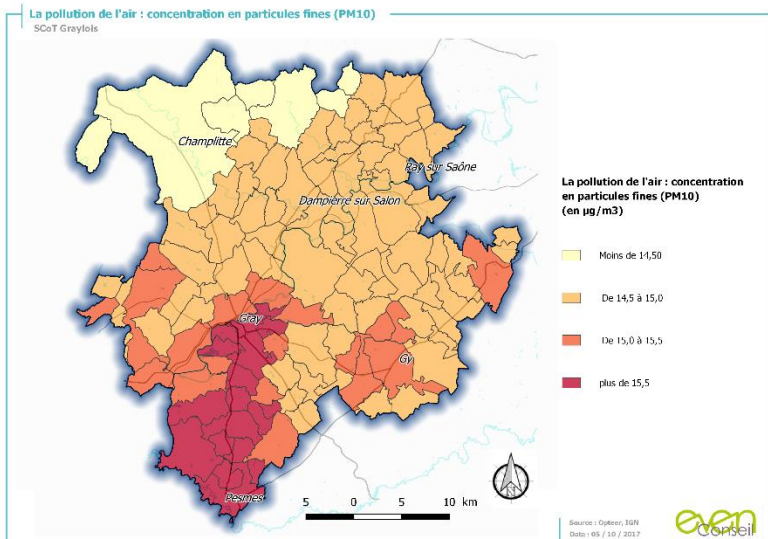 La pollution de l'air : concentration en particules fines (PM10)
SCoT Graylois
Champlitte
Ray sur Saône
Dampierre sur Salon
Gray
Gy
Pesmes
La pollution de l'air : concentration
en particules fines (PM10)
(en µg/m3)
Moins de 14,50
De 14,5 à 15,0
De 15,0 à 15,5
plus de 15,5
N
5 0 5 10 km
Source : Opteer, IGN
Date : 05 / 10 / 2017
even
Conseil